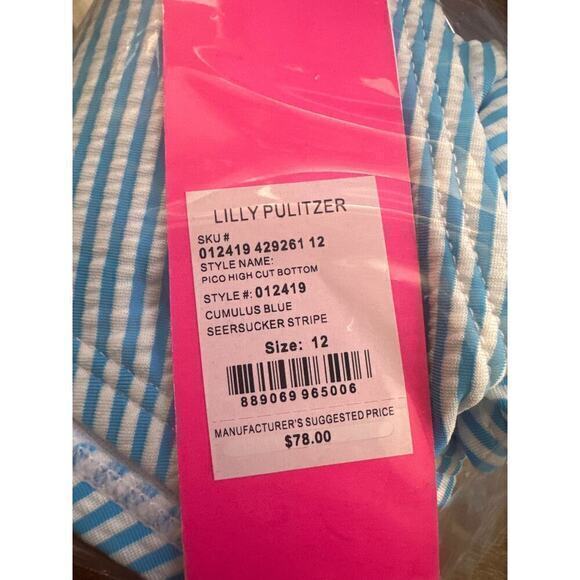 LILLY PULITZER
SKU #
012419 429261 12
STYLE NAME:
PICO HIGH CUT BOTTOM
STYLE #: 012419
CUMULUS BLUE
SEERSUCKER STRIPE
Size: 12
889069 965006
MANUFACTURER'S SUGGESTED PRICE
$78.00